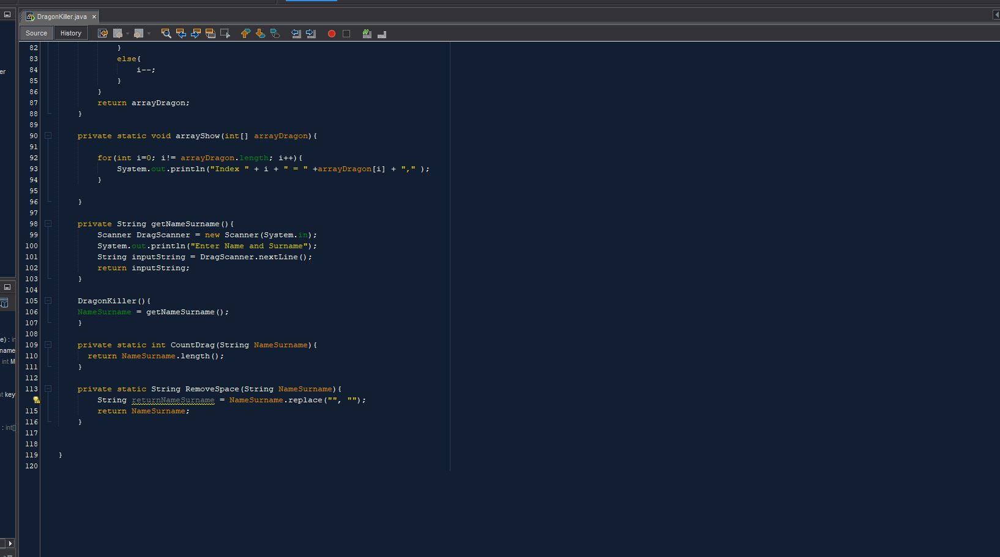 DragonKiller.java ×
Source History
82 }
83 else{
84 i--;
85 }
86 }
87 return arrayDragon;
88 }
89
90 private static void arrayShow(int[] arrayDragon){
91
92 for(int i=0; i!= arrayDragon.length; i++){
93 System.out.println("Index " + i + " = " +arrayDragon[i] + "," );
94 }
95
96 }
97
98 private String getNameSurname(){
99 Scanner DragScanner = new Scanner(System.in);
100 System.out.println("Enter Name and Surname");
101 String inputString = DragScanner.nextLine();
102 return inputString;
103 }
104
105 DragonKiller(){
106 NameSurname = getNameSurname();
107 }
108
109 private static int CountDrag(String NameSurname){
110 return NameSurname.length();
111 }
112
113 private static String RemoveSpace(String NameSurname){
String returnNameSurname = NameSurname.replace("", "");
115 return NameSurname;
116 }
117
118
119 }
120
er
e) : in
name
int M
nt key
: int[]